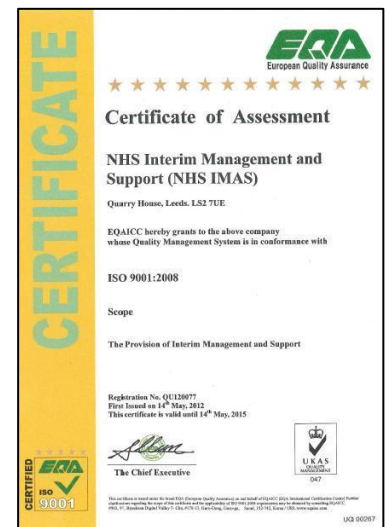 EQA
European Quality Assurance
CERTIFICATE
Certificate of Assessment
NHS Interim Management and
Support (NHS IMAS)
Quarry House, Leeds. LS2 7UE
EQAICC hereby grants to the above company
whose Quality Management System is in conformance with
ISO 9001:2008
Scope
The Provision of Interim Management and Support
Registration No. QU120077
First Issued on 14th May, 2012
This certificate is valid until 14th May, 2015
The Chief Executive
UKAS
QUALITY
MANAGEMENT
047
CERTIFIED
EQA
ISO
9001
UQ 00267